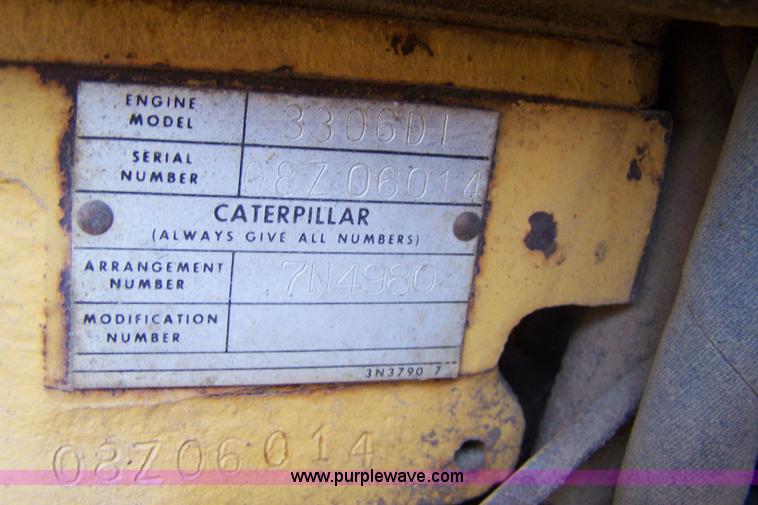 ENGINE MODEL 3306DI
SERIAL NUMBER 08Z06014
CATERPILLAR
(ALWAYS GIVE ALL NUMBERS)
ARRANGEMENT NUMBER 7N4980
MODIFICATION NUMBER
3N3790 7
08Z06014
www.purplewave.com